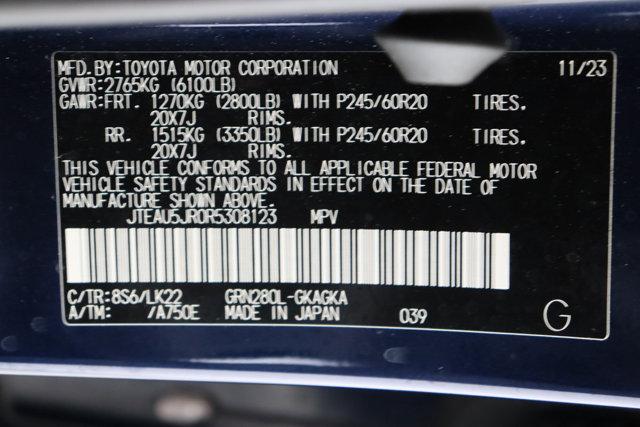 MFD.BY:TOYOTA MOTOR CORPORATION 11/23
GVWR:2765KG (6100LB)
GAWR:FRT. 1270KG (2800LB) WITH P245/60R20 TIRES.
20X7J RIMS.
RR. 1515KG (3350LB) WITH P245/60R20 TIRES.
20X7J RIMS.
THIS VEHICLE CONFORMS TO ALL APPLICABLE FEDERAL MOTOR
VEHICLE SAFETY STANDARDS IN EFFECT ON THE DATE OF
MANUFACTURE SHOWN ABOVE.
JTEAU5JR0R5308123 MPV
C/TR:8S6/LK22 GRN280L-GKAGKA
A/TM: /A750E MADE IN JAPAN 039 G